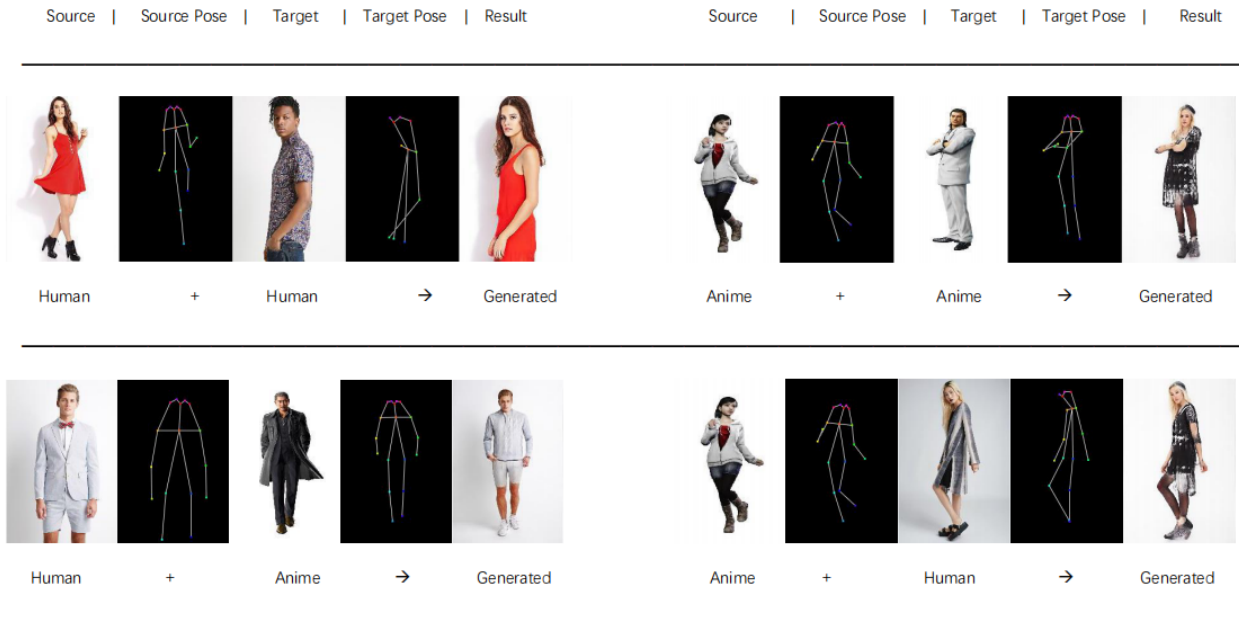 Source | Source Pose | Target | Target Pose | Result
Source | Source Pose | Target | Target Pose | Result
Human + Human → Generated
Anime + Anime → Generated
Human + Anime → Generated
Anime + Human → Generated